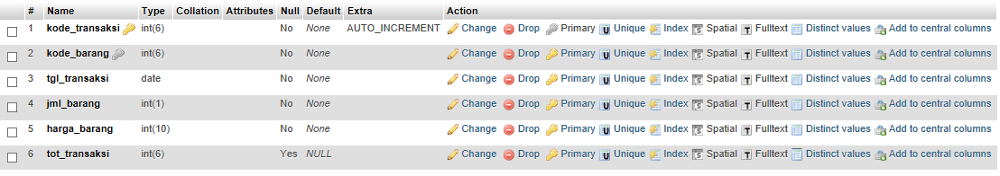 # Name Type Collation Attributes Null Default Extra Action
1 kode_transaksi int(6) No None AUTO_INCREMENT Change Drop Primary Unique Index Spatial Fulltext Distinct values Add to central columns
2 kode_barang int(6) No None Change Drop Primary Unique Index Spatial Fulltext Distinct values Add to central columns
3 tgl_transaksi date No None Change Drop Primary Unique Index Spatial Fulltext Distinct values Add to central columns
4 jml_barang int(1) No None Change Drop Primary Unique Index Spatial Fulltext Distinct values Add to central columns
5 harga_barang int(10) No None Change Drop Primary Unique Index Spatial Fulltext Distinct values Add to central columns
6 tot_transaksi int(6) Yes NULL Change Drop Primary Unique Index Spatial Fulltext Distinct values Add to central columns